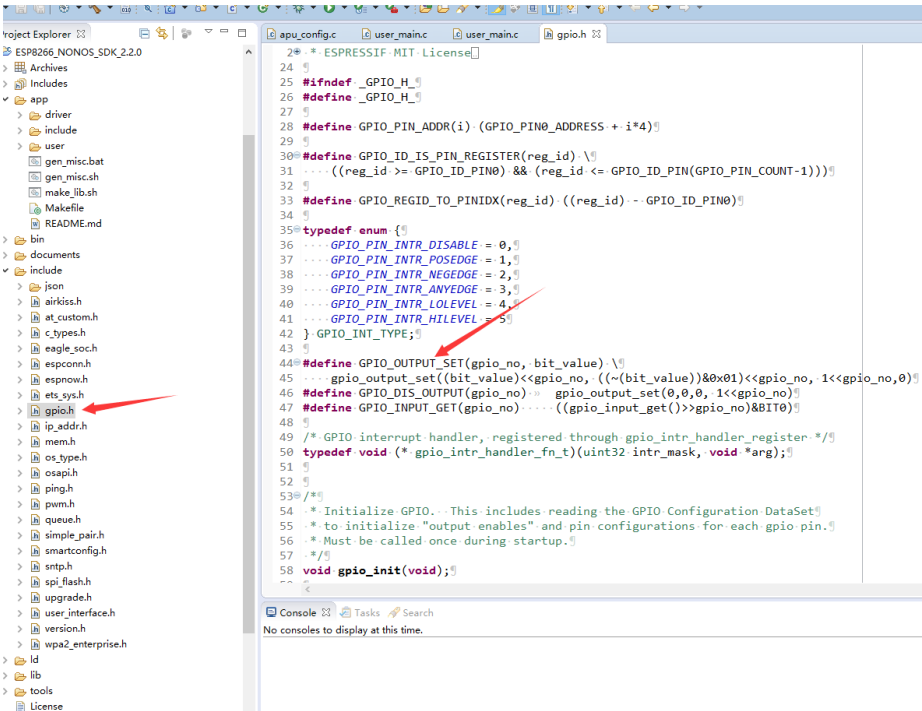 Project Explorer
ESP8266_NONOS_SDK_2.2.0
Archives
Includes
app
driver
include
user
gen_misc.bat
gen_misc.sh
make_lib.sh
Makefile
README.md
bin
documents
include
json
airkiss.h
at_custom.h
c_types.h
eagle_soc.h
espconn.h
espnow.h
ets_sys.h
gpio.h
ip_addr.h
mem.h
os_type.h
osapi.h
ping.h
pwm.h
queue.h
simple_pair.h
smartconfig.h
sntp.h
spi_flash.h
upgrade.h
user_interface.h
version.h
wpa2_enterprise.h
ld
lib
tools
License
apu_config.c user_main.c user_main.c gpio.h
2 * ESPRESSIF MIT License
24
25 #ifndef _GPIO_H_
26 #define _GPIO_H_
27
28 #define GPIO_PIN_ADDR(i) (GPIO_PIN0_ADDRESS + i*4)
29
30 #define GPIO_ID_IS_PIN_REGISTER(reg_id) \
31 ((reg_id >= GPIO_ID_PIN0) && (reg_id <= GPIO_ID_PIN(GPIO_PIN_COUNT-1)))
32
33 #define GPIO_REGID_TO_PINIDX(reg_id) ((reg_id) - GPIO_ID_PIN0)
34
35 typedef enum {
36 GPIO_PIN_INTR_DISABLE = 0,
37 GPIO_PIN_INTR_POSEDGE = 1,
38 GPIO_PIN_INTR_NEGEDGE = 2,
39 GPIO_PIN_INTR_ANYEDGE = 3,
40 GPIO_PIN_INTR_LOLEVEL = 4,
41 GPIO_PIN_INTR_HILEVEL = 5
42 } GPIO_INT_TYPE;
43
44 #define GPIO_OUTPUT_SET(gpio_no, bit_value) \
45 gpio_output_set((bit_value)<<gpio_no, ((~(bit_value))&0x01)<<gpio_no, 1<<gpio_no,0)
46 #define GPIO_DIS_OUTPUT(gpio_no) gpio_output_set(0,0,0, 1<<gpio_no)
47 #define GPIO_INPUT_GET(gpio_no) ((gpio_input_get()>>gpio_no)&BIT0)
48
49 /* GPIO interrupt handler, registered through gpio_intr_handler_register */
50 typedef void (* gpio_intr_handler_fn_t)(uint32 intr_mask, void *arg);
51
52
53 /*
54 * Initialize GPIO. This includes reading the GPIO Configuration DataSet
55 * to initialize "output enables" and pin configurations for each gpio pin.
56 * Must be called once during startup.
57 */
58 void gpio_init(void);
Console Tasks Search
No consoles to display at this time.